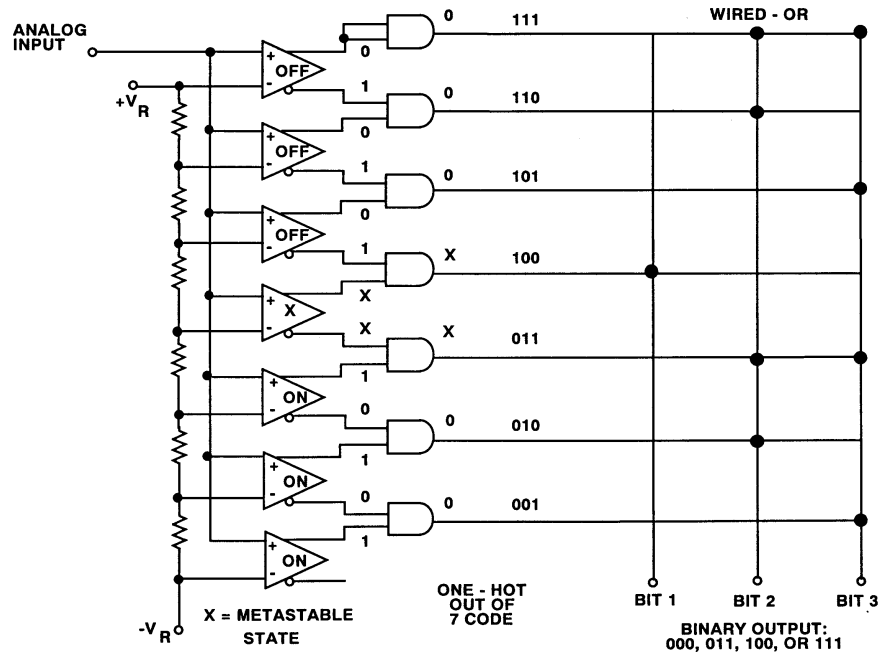 ANALOG
INPUT
+VR
-VR
+
-
OFF
+
-
OFF
+
-
OFF
+
-
X
+
-
ON
+
-
ON
+
-
ON
0
1
0
1
0
1
X
X
1
0
1
0
1
0
111
0
110
0
101
X
100
X
011
0
010
0
001
WIRED - OR
X = METASTABLE
STATE
ONE - HOT
OUT OF
7 CODE
BIT 1
BIT 2
BIT 3
BINARY OUTPUT:
000, 011, 100, OR 111